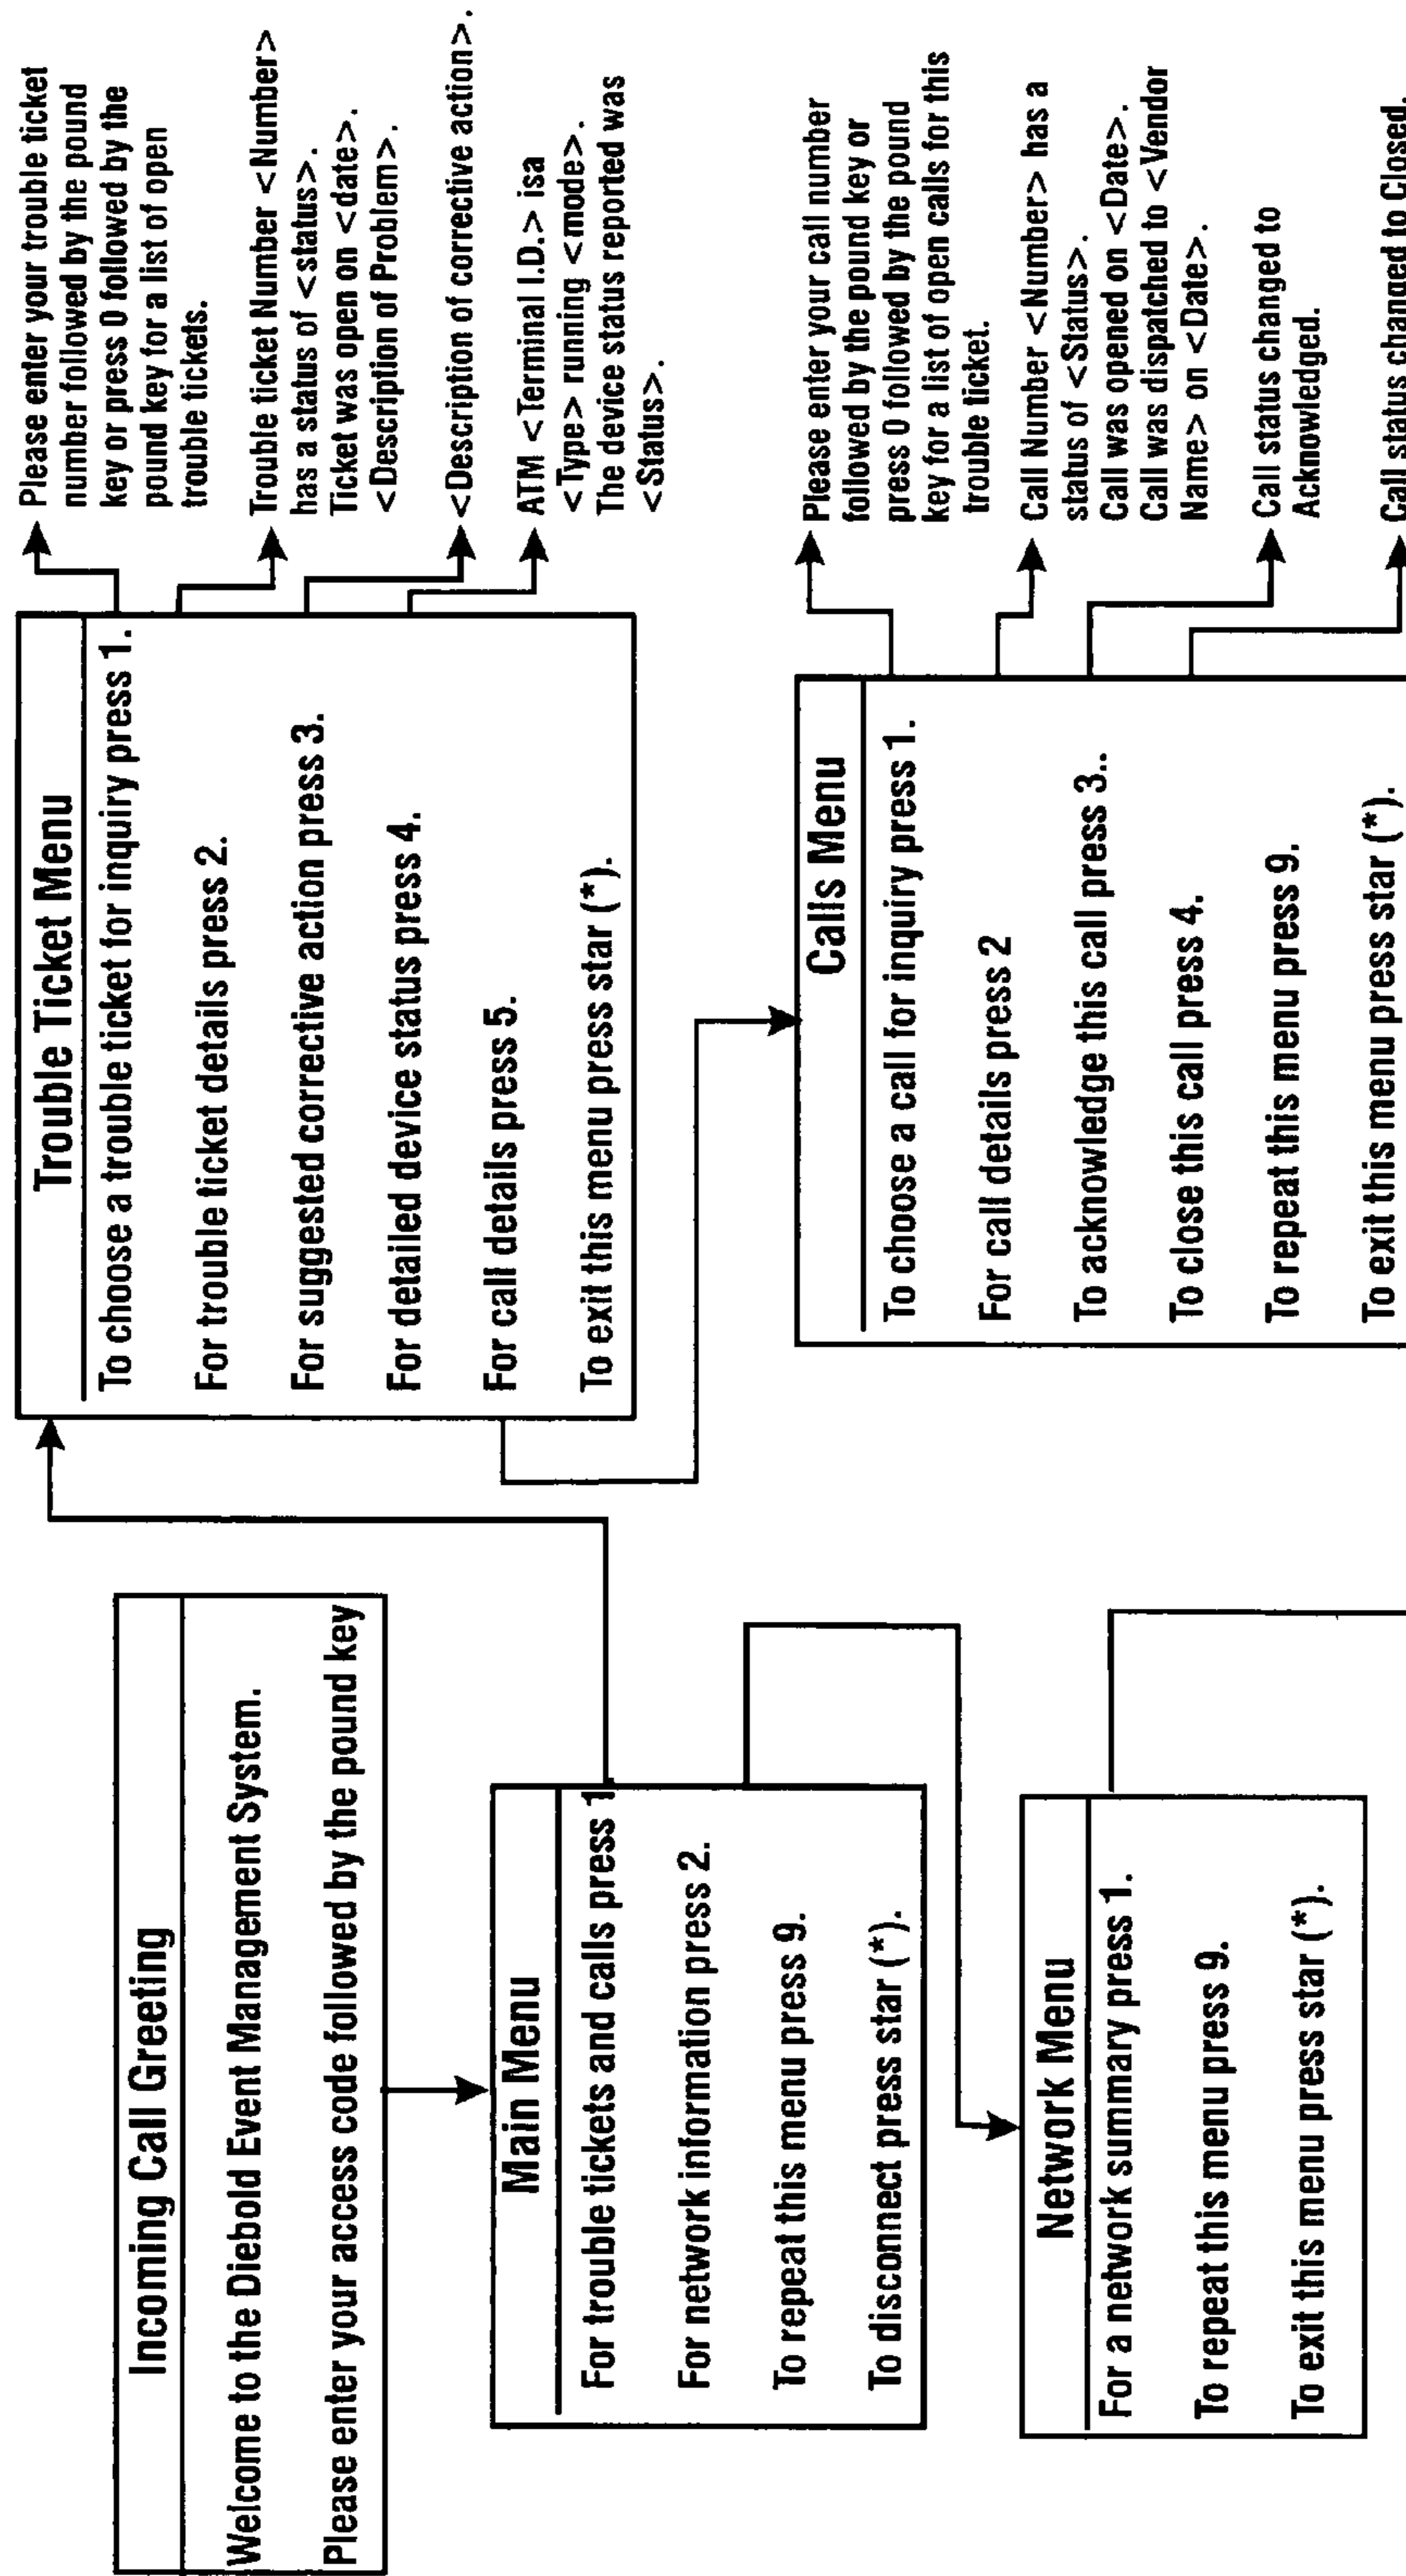 Incoming Call Greeting
Welcome to the Diebold Event Management System.
Please enter your access code followed by the pound key
Main Menu
For trouble tickets and calls press 1
For network information press 2.
To repeat this menu press 9.
To disconnect press star (*).
Network Menu
For a network summary press 1.
To repeat this menu press 9.
To exit this menu press star (*).
Trouble Ticket Menu
To choose a trouble ticket for inquiry press 1.
For trouble ticket details press 2.
For suggested corrective action press 3.
For detailed device status press 4.
For call details press 5.
To exit this menu press star (*).
Please enter your trouble ticket
number followed by the pound
key or press 0 followed by the
pound key for a list of open
trouble tickets.
Trouble ticket Number <Number>
has a status of <status>.
Ticket was open on <date>.
<Description of Problem>.
<Description of corrective action>.
ATM <Terminal I.D.> isa
<Type> running <mode>.
The device status reported was
<Status>.
Calls Menu
To choose a call for inquiry press 1.
For call details press 2
To acknowledge this call press 3..
To close this call press 4.
To repeat this menu press 9.
To exit this menu press star (*).
Please enter your call number
followed by the pound key or
press 0 followed by the pound
key for a list of open calls for this
trouble ticket.
Call Number <Number> has a
status of <Status>.
Call was opened on <Date>.
Call was dispatched to <Vendor
Name> on <Date>.
Call status changed to
Acknowledged.
Call status changed to Closed.